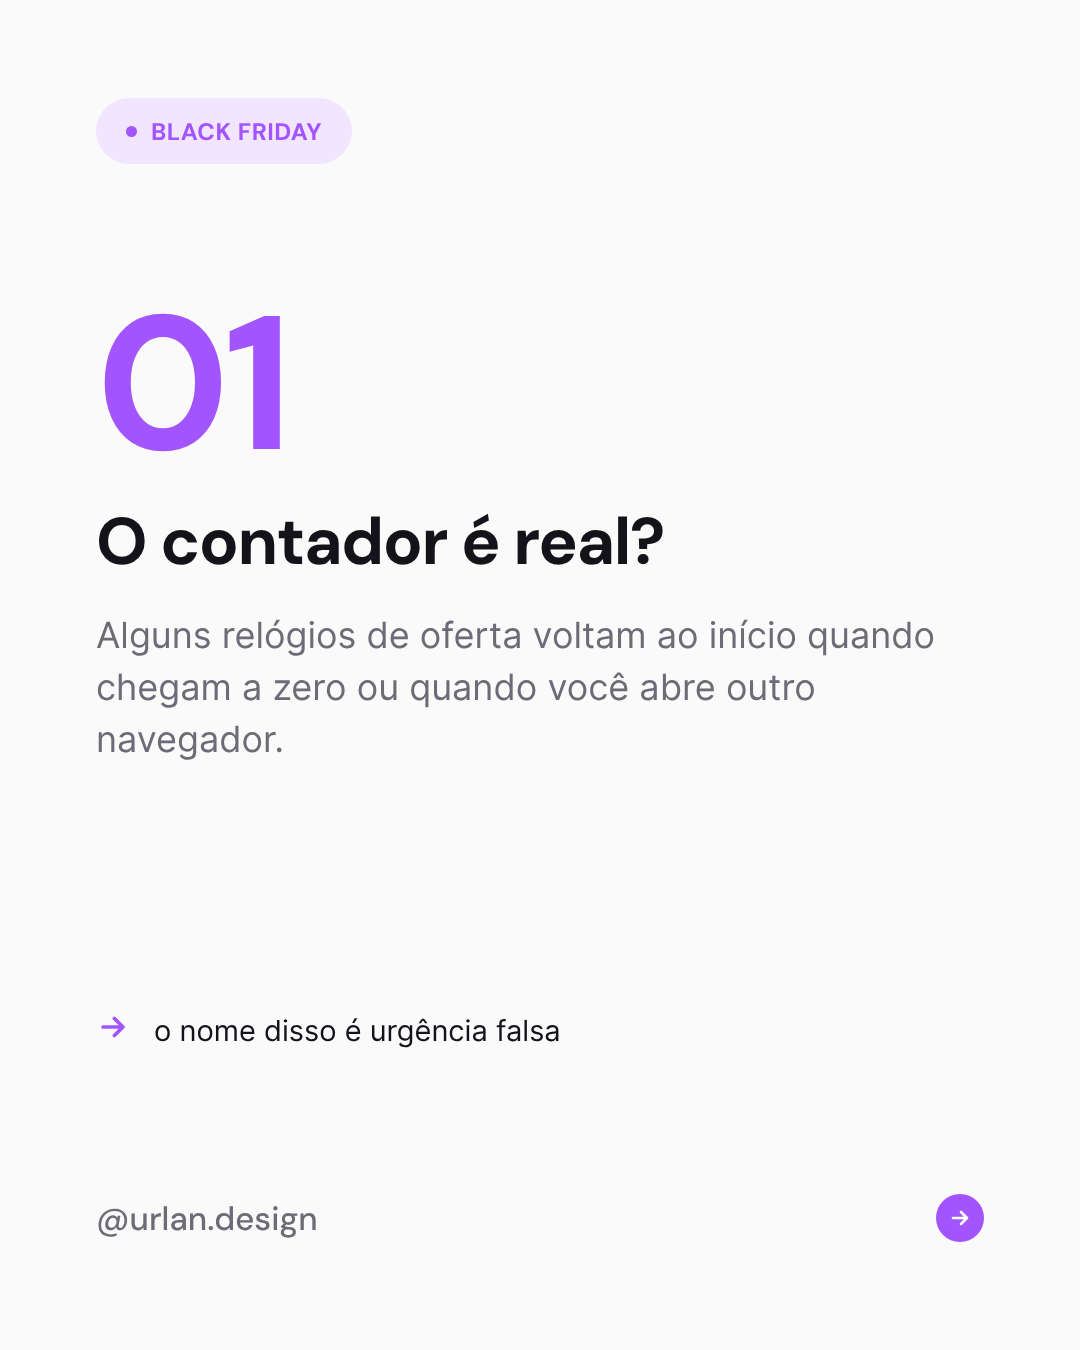 BLACK FRIDAY
01
O contador é real?
Alguns relógios de oferta voltam ao início quando
chegam a zero ou quando você abre outro
navegador.
→ o nome disso é urgência falsa
@urlan.design